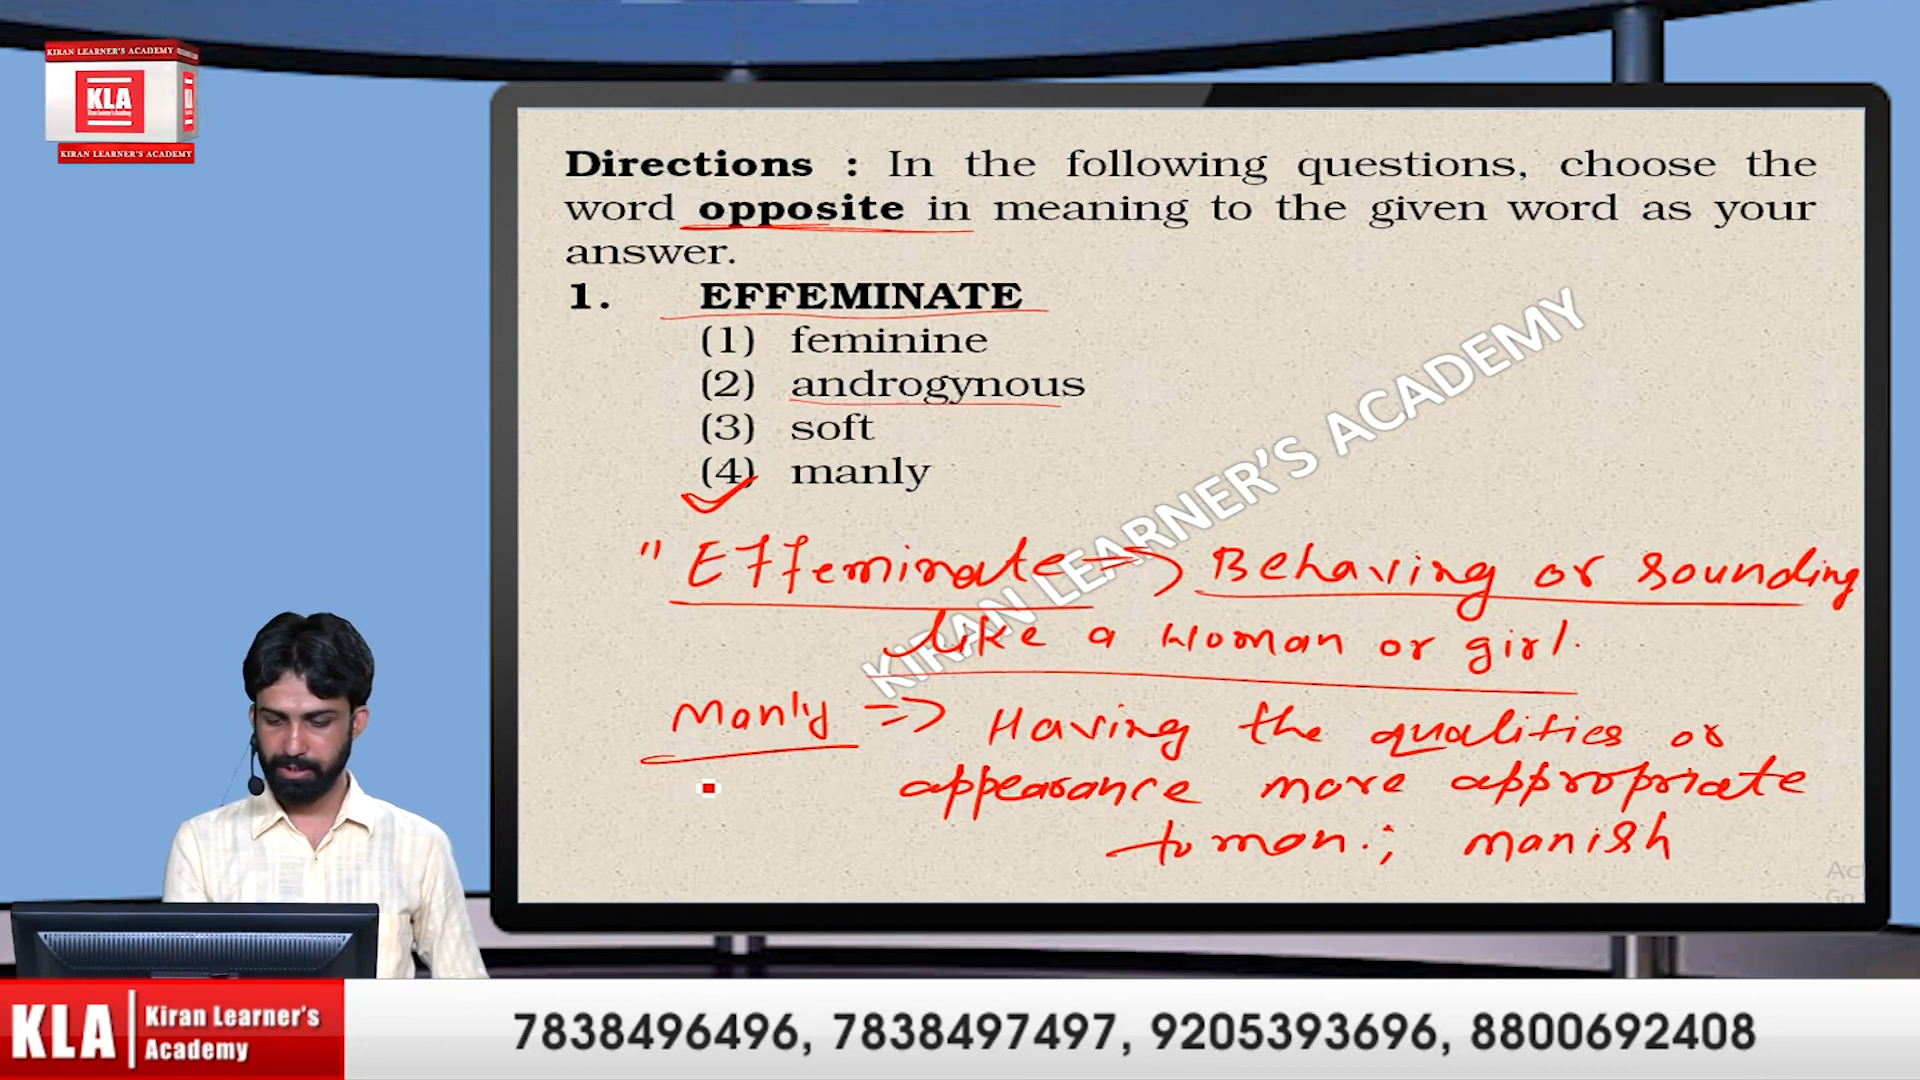 KIRAN LEARNER'S ACADEMY
KLA
Kiran Learner's Academy
KIRAN LEARNER'S ACADEMY
Directions : In the following questions, choose the
word opposite in meaning to the given word as your
answer.
1. EFFEMINATE
(1) feminine
(2) androgynous
(3) soft
(4) manly
KIRAN LEARNER'S ACADEMY
" Effeminate => Behaving or sounding
like a woman or girl.
Manly => Having the qualities or
appearance more appropriate
to man.; manish
KLA
Kiran Learner's
Academy
7838496496, 7838497497, 9205393696, 8800692408